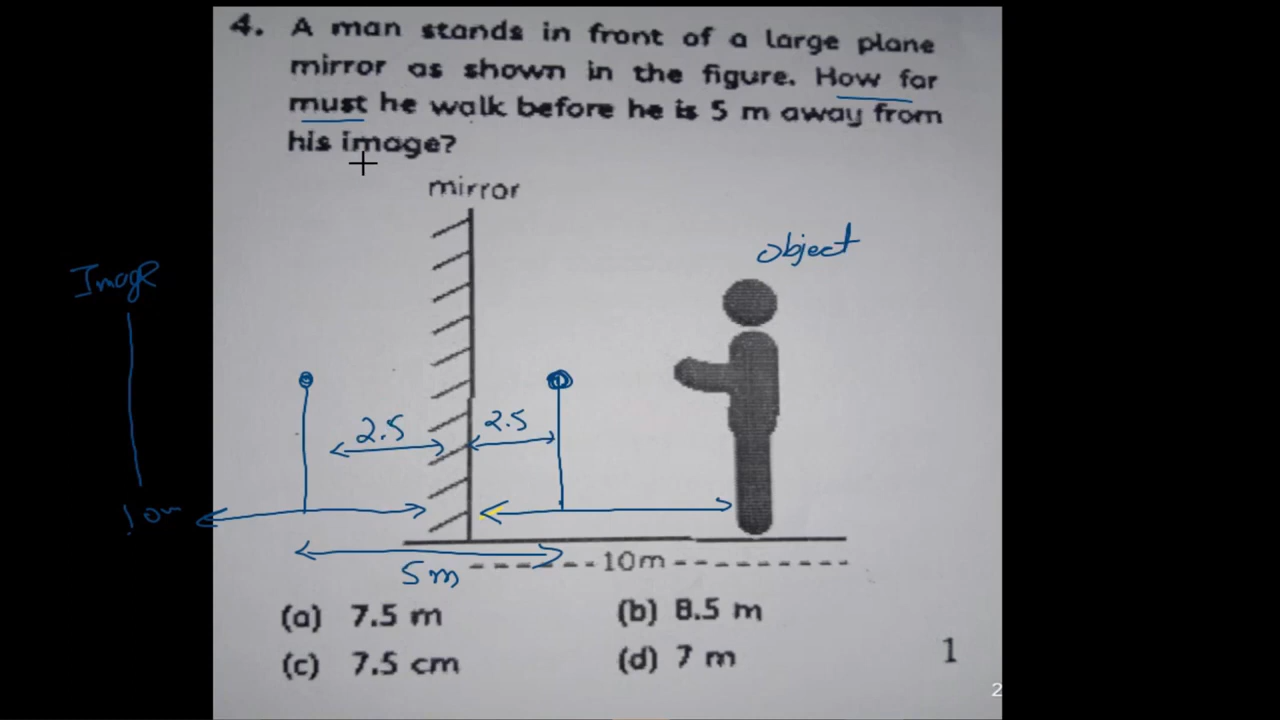 4. A man stands in front of a large plane
mirror as shown in the figure. How far
must he walk before he is 5 m away from
his image?
mirror
object
Image
2.5
2.5
10m
5m
10m
(a) 7.5 m
(b) 8.5 m
(c) 7.5 cm
(d) 7 m
1
2